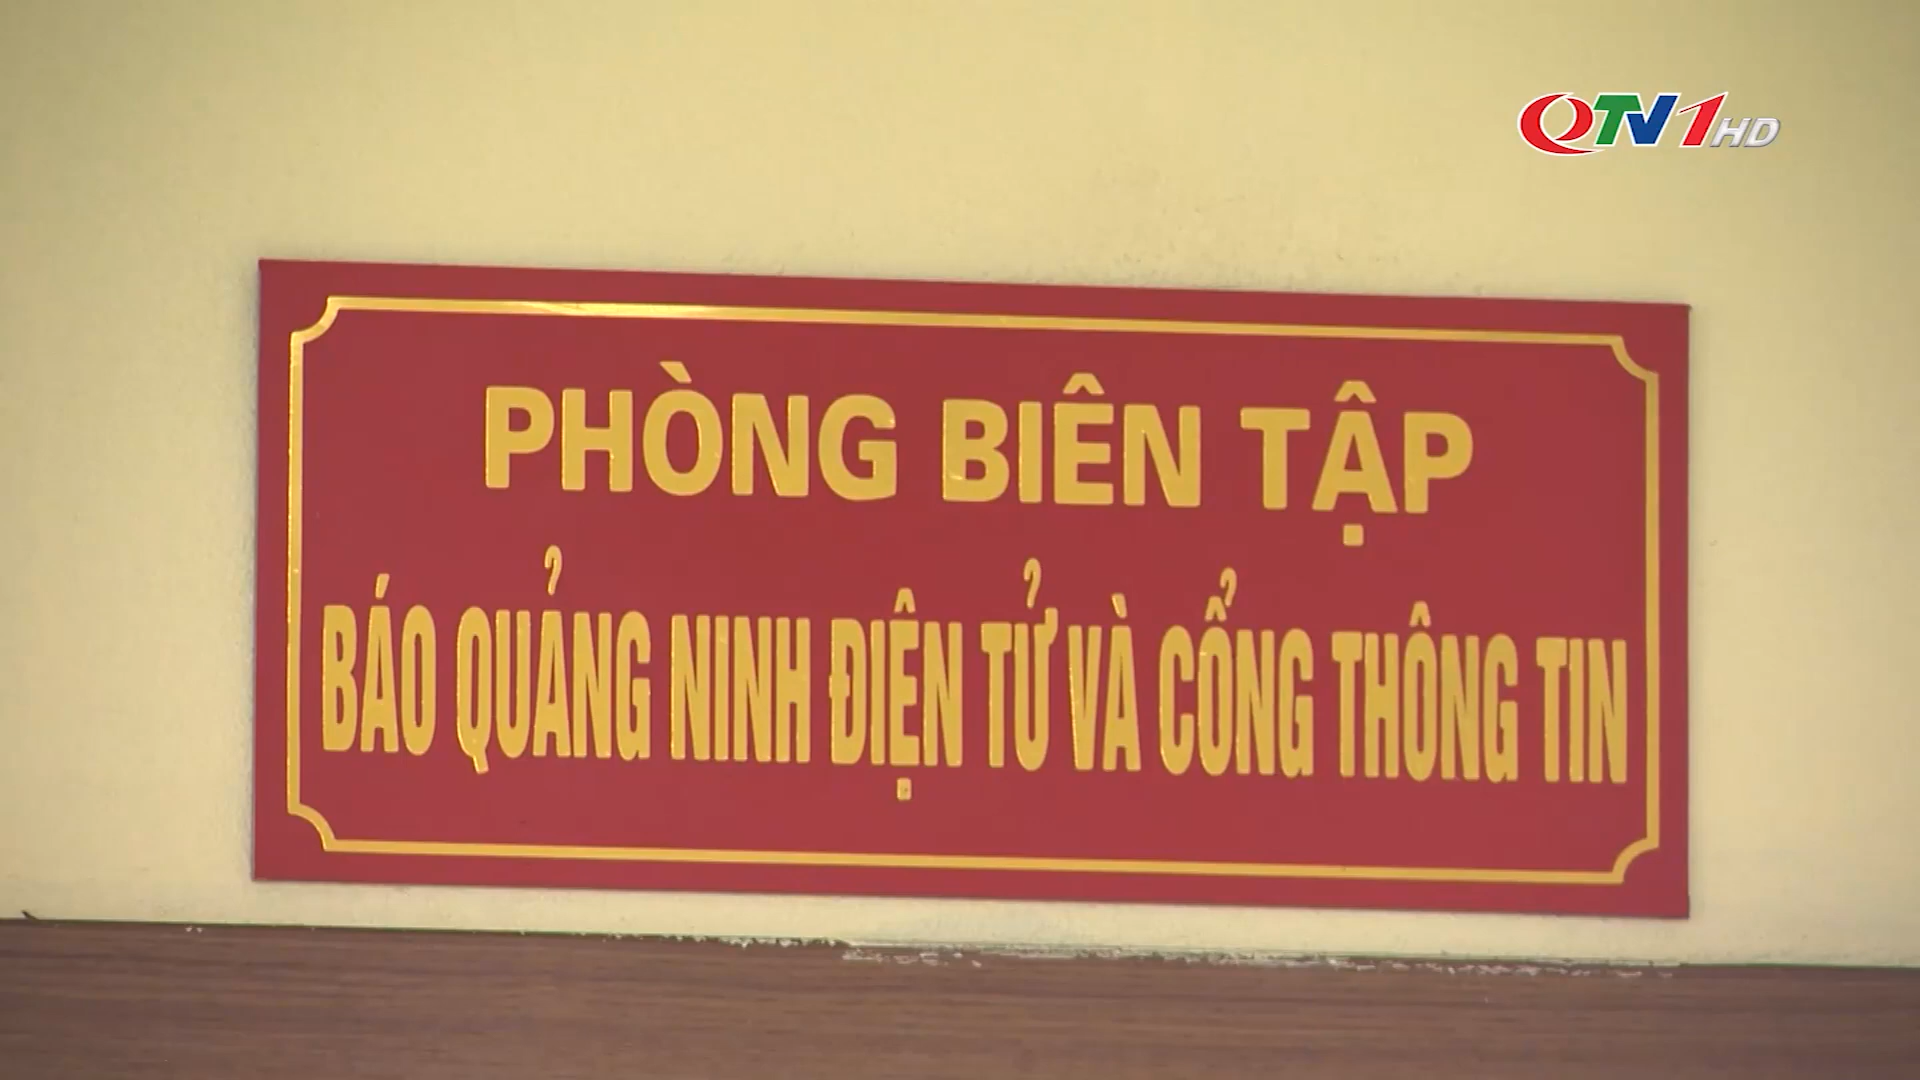 QTV1HD
PHÒNG BIÊN TẬP
BÁO QUẢNG NINH ĐIỆN TỬ VÀ CỔNG THÔNG TIN